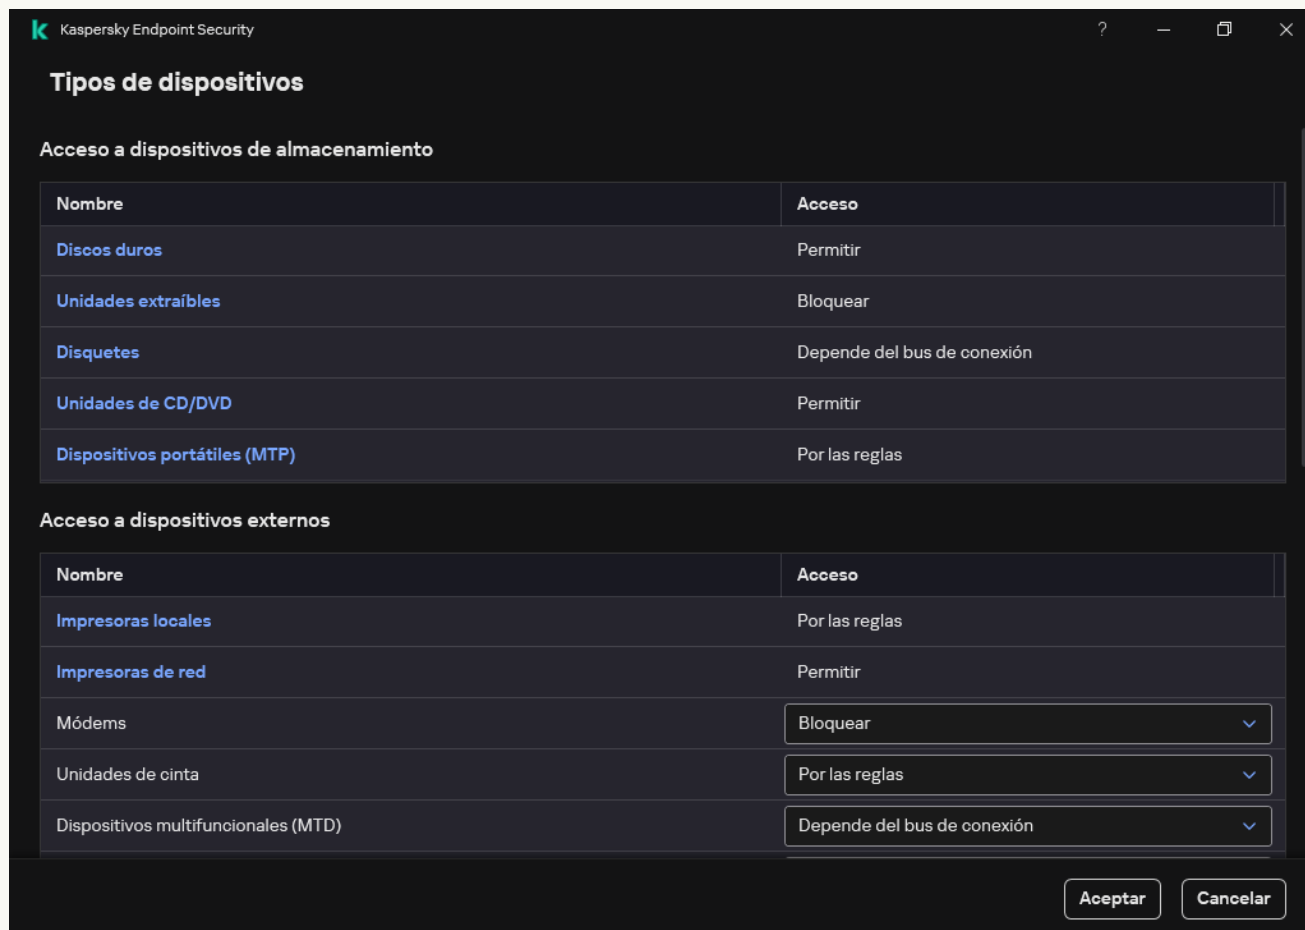 Kaspersky Endpoint Security
Tipos de dispositivos
Acceso a dispositivos de almacenamiento
Nombre Acceso
Discos duros Permitir
Unidades extraíbles Bloquear
Disquetes Depende del bus de conexión
Unidades de CD/DVD Permitir
Dispositivos portátiles (MTP) Por las reglas
Acceso a dispositivos externos
Nombre Acceso
Impresoras locales Por las reglas
Impresoras de red Permitir
Módems Bloquear
Unidades de cinta Por las reglas
Dispositivos multifuncionales (MTD) Depende del bus de conexión
Aceptar Cancelar